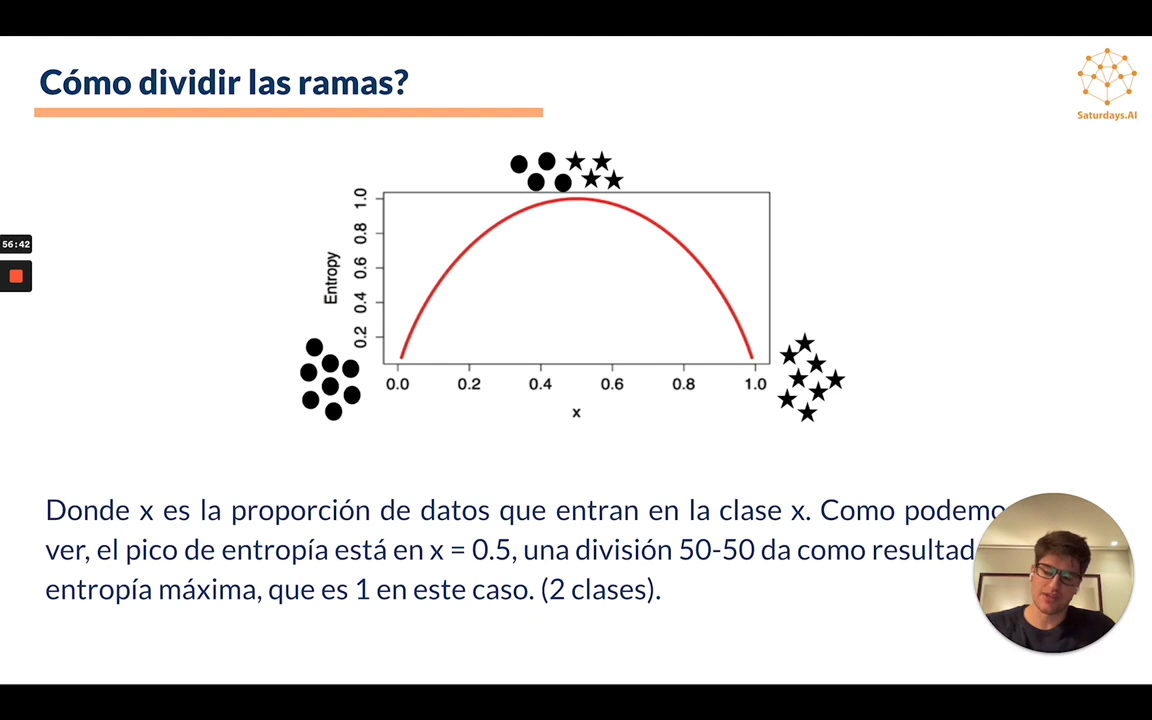 Cómo dividir las ramas?
Saturdays.AI
56:42
Entropy
1.0
0.8
0.6
0.4
0.2
0.0 0.2 0.4 0.6 0.8 1.0
x
Donde x es la proporción de datos que entran en la clase x. Como podemo
ver, el pico de entropía está en x = 0.5, una división 50-50 da como resultad
entropía máxima, que es 1 en este caso. (2 clases).